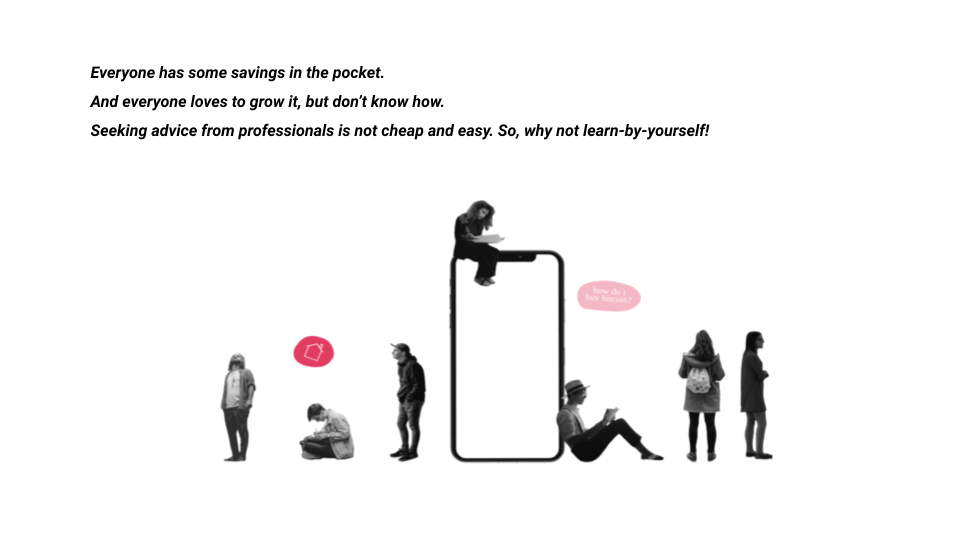 Everyone has some savings in the pocket.
And everyone loves to grow it, but don't know how.
Seeking advice from professionals is not cheap and easy. So, why not learn-by-yourself!
how do i
buy bitcoin?